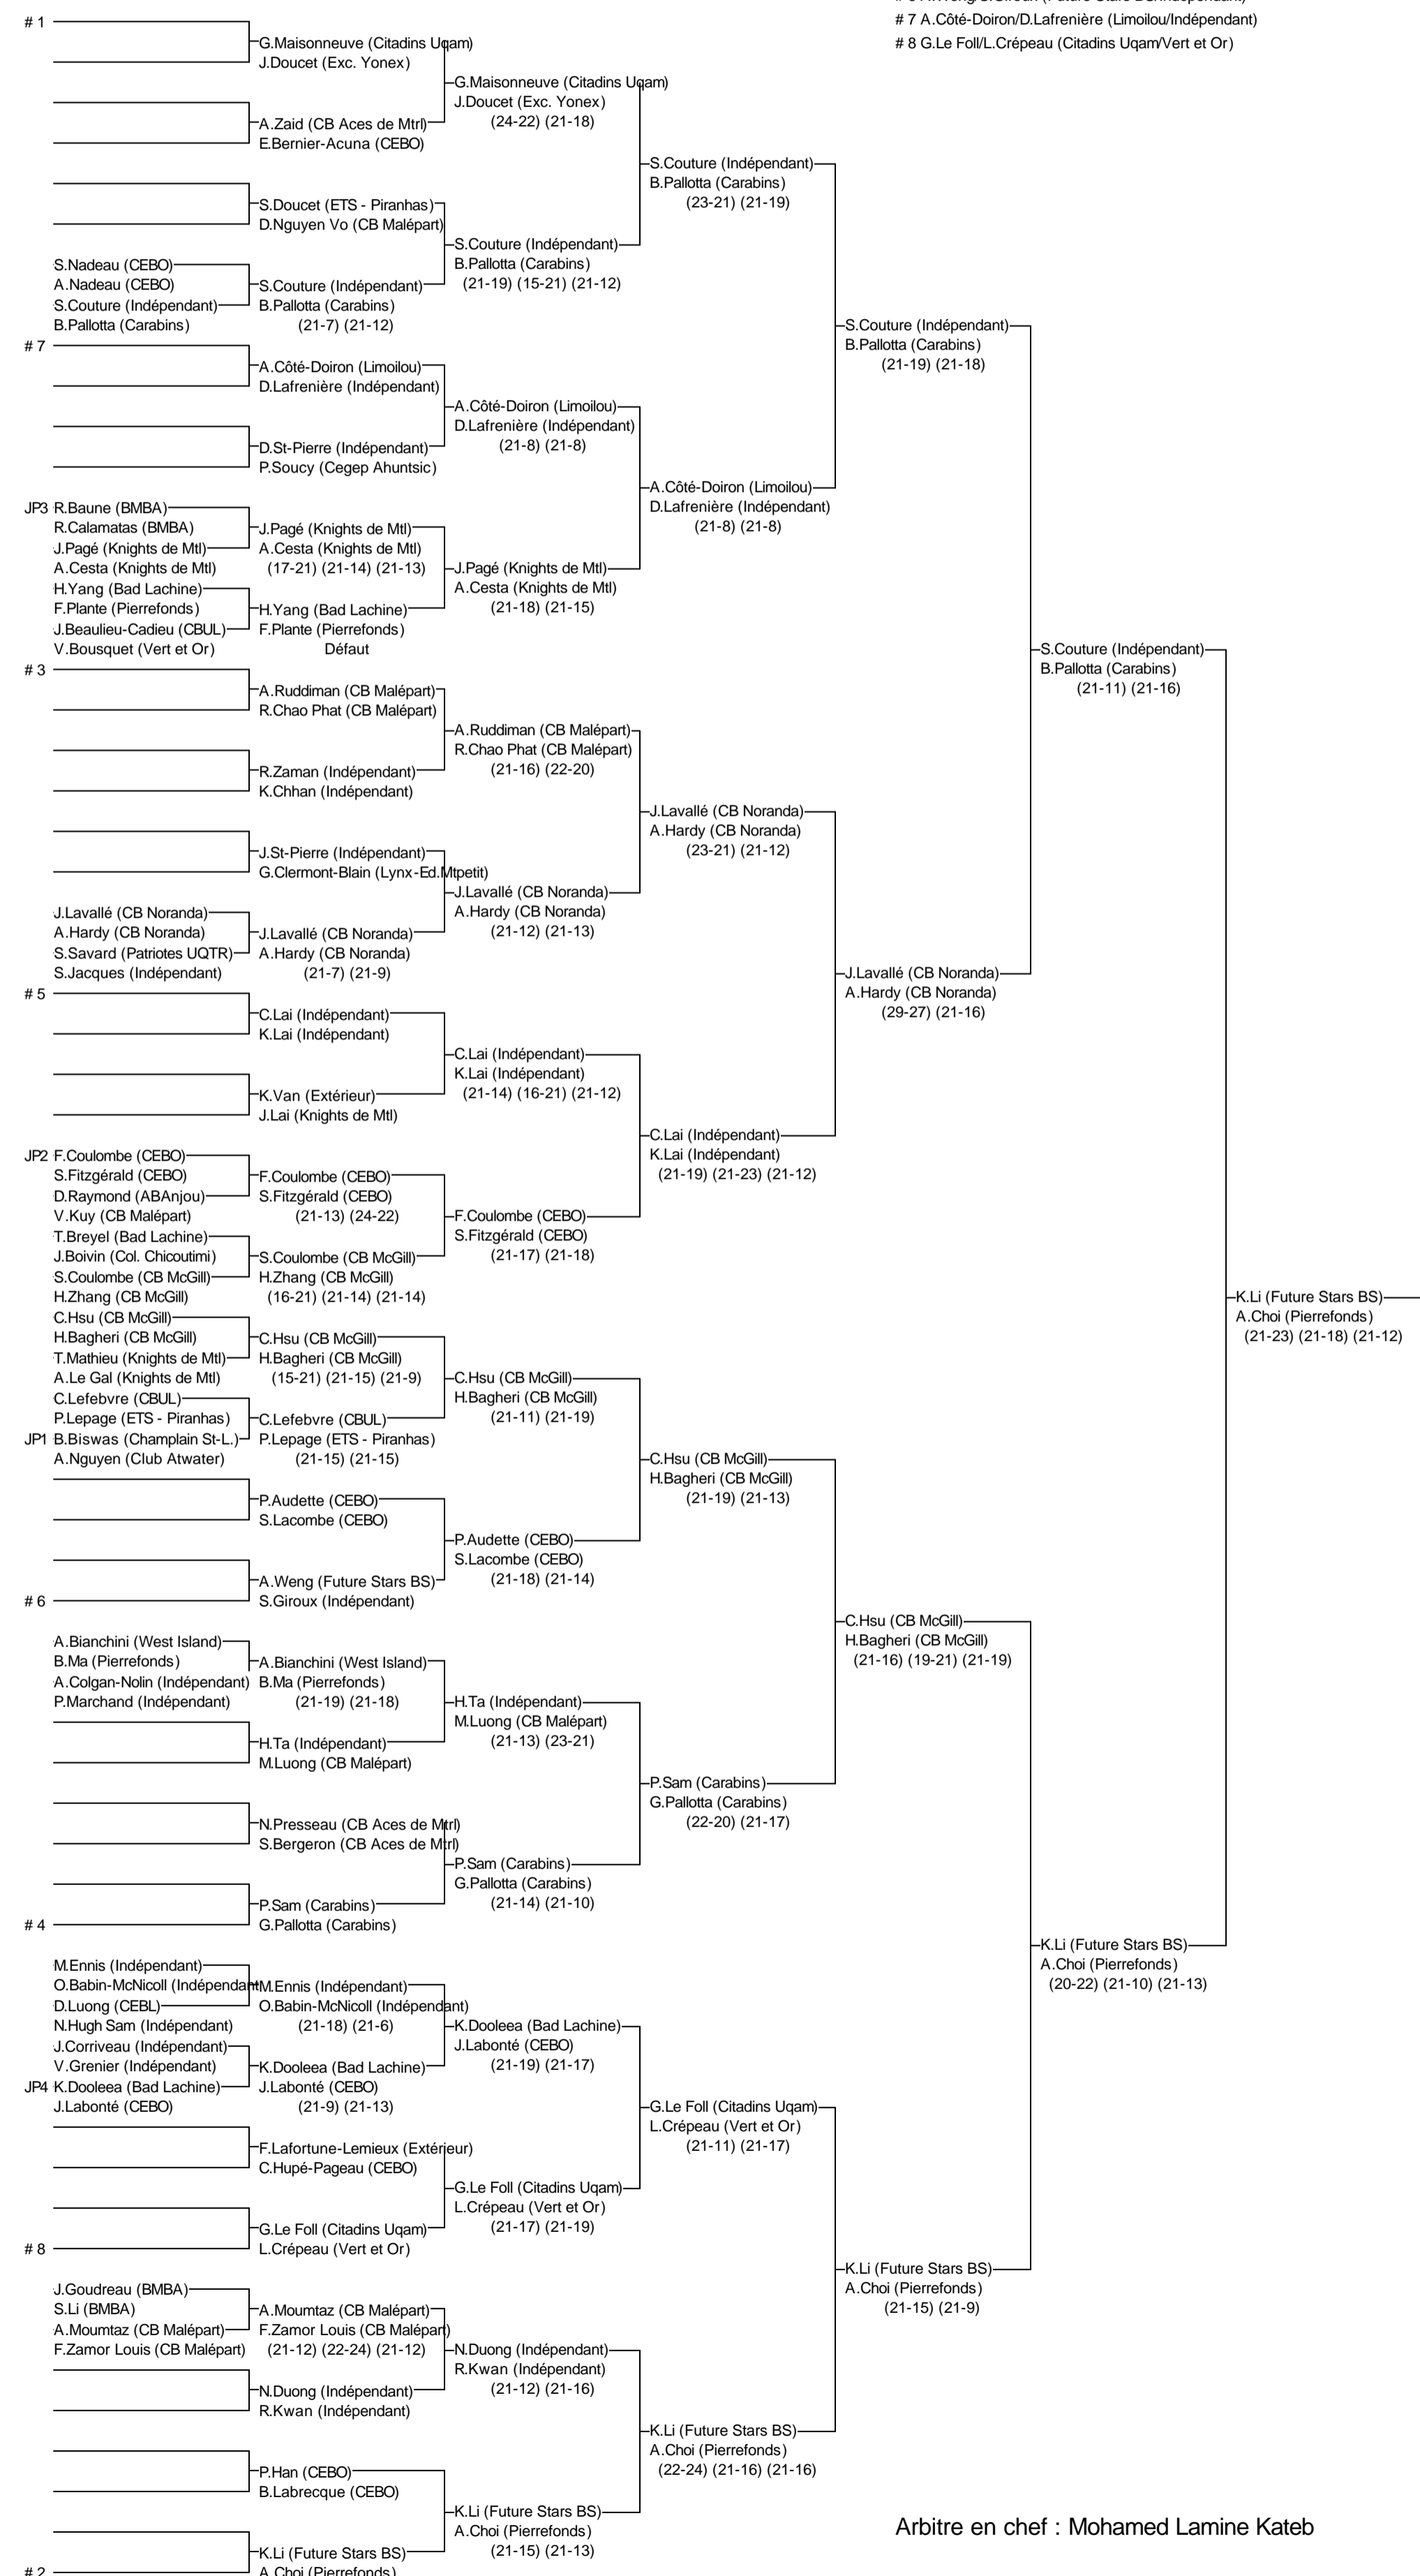 # 7 A.Côté-Doiron/D.Lafrenière (Limoilou/Indépendant)
# 8 G.Le Foll/L.Crépeau (Citadins Uqam/Vert et Or)
# 1
G.Maisonneuve (Citadins Uqam)
J.Doucet (Exc. Yonex)
G.Maisonneuve (Citadins Uqam)
J.Doucet (Exc. Yonex)
(24-22) (21-18)
A.Zaid (CB Aces de Mtrl)
E.Bernier-Acuna (CEBO)
S.Couture (Indépendant)
B.Pallotta (Carabins)
(23-21) (21-19)
S.Doucet (ETS - Piranhas)
D.Nguyen Vo (CB Malépart)
S.Couture (Indépendant)
B.Pallotta (Carabins)
(21-19) (15-21) (21-12)
S.Nadeau (CEBO)
A.Nadeau (CEBO)
S.Couture (Indépendant)
B.Pallotta (Carabins)
S.Couture (Indépendant)
B.Pallotta (Carabins)
(21-7) (21-12)
S.Couture (Indépendant)
B.Pallotta (Carabins)
(21-19) (21-18)
# 7
A.Côté-Doiron (Limoilou)
D.Lafrenière (Indépendant)
A.Côté-Doiron (Limoilou)
D.Lafrenière (Indépendant)
(21-8) (21-8)
D.St-Pierre (Indépendant)
P.Soucy (Cegep Ahuntsic)
A.Côté-Doiron (Limoilou)
D.Lafrenière (Indépendant)
(21-8) (21-8)
JP3 R.Baune (BMBA)
R.Calamatas (BMBA)
J.Pagé (Knights de Mtl)
A.Cesta (Knights de Mtl)
J.Pagé (Knights de Mtl)
A.Cesta (Knights de Mtl)
(17-21) (21-14) (21-13)
J.Pagé (Knights de Mtl)
A.Cesta (Knights de Mtl)
(21-18) (21-15)
H.Yang (Bad Lachine)
F.Plante (Pierrefonds)
J.Beaulieu-Cadieu (CBUL)
V.Bousquet (Vert et Or)
H.Yang (Bad Lachine)
F.Plante (Pierrefonds)
Défaut
S.Couture (Indépendant)
B.Pallotta (Carabins)
(21-11) (21-16)
# 3
A.Ruddiman (CB Malépart)
R.Chao Phat (CB Malépart)
A.Ruddiman (CB Malépart)
R.Chao Phat (CB Malépart)
(21-16) (22-20)
R.Zaman (Indépendant)
K.Chhan (Indépendant)
J.Lavallé (CB Noranda)
A.Hardy (CB Noranda)
(23-21) (21-12)
J.St-Pierre (Indépendant)
G.Clermont-Blain (Lynx-Ed.Mtpetit)
J.Lavallé (CB Noranda)
A.Hardy (CB Noranda)
(21-12) (21-13)
J.Lavallé (CB Noranda)
A.Hardy (CB Noranda)
S.Savard (Patriotes UQTR)
S.Jacques (Indépendant)
J.Lavallé (CB Noranda)
A.Hardy (CB Noranda)
(21-7) (21-9)
J.Lavallé (CB Noranda)
A.Hardy (CB Noranda)
(29-27) (21-16)
# 5
C.Lai (Indépendant)
K.Lai (Indépendant)
C.Lai (Indépendant)
K.Lai (Indépendant)
(21-14) (16-21) (21-12)
K.Van (Extérieur)
J.Lai (Knights de Mtl)
C.Lai (Indépendant)
K.Lai (Indépendant)
(21-19) (21-23) (21-12)
JP2 F.Coulombe (CEBO)
S.Fitzgérald (CEBO)
D.Raymond (ABAnjou)
V.Kuy (CB Malépart)
F.Coulombe (CEBO)
S.Fitzgérald (CEBO)
(21-13) (24-22)
F.Coulombe (CEBO)
S.Fitzgérald (CEBO)
(21-17) (21-18)
T.Breyel (Bad Lachine)
J.Boivin (Col. Chicoutimi)
S.Coulombe (CB McGill)
H.Zhang (CB McGill)
S.Coulombe (CB McGill)
H.Zhang (CB McGill)
(16-21) (21-14) (21-14)
K.Li (Future Stars BS)
A.Choi (Pierrefonds)
(21-23) (21-18) (21-12)
C.Hsu (CB McGill)
H.Bagheri (CB McGill)
T.Mathieu (Knights de Mtl)
A.Le Gal (Knights de Mtl)
C.Hsu (CB McGill)
H.Bagheri (CB McGill)
(15-21) (21-15) (21-9)
C.Hsu (CB McGill)
H.Bagheri (CB McGill)
(21-11) (21-19)
C.Lefebvre (CBUL)
P.Lepage (ETS - Piranhas)
JP1 B.Biswas (Champlain St-L.)
A.Nguyen (Club Atwater)
C.Lefebvre (CBUL)
P.Lepage (ETS - Piranhas)
(21-15) (21-15)
C.Hsu (CB McGill)
H.Bagheri (CB McGill)
(21-19) (21-13)
P.Audette (CEBO)
S.Lacombe (CEBO)
P.Audette (CEBO)
S.Lacombe (CEBO)
(21-18) (21-14)
A.Weng (Future Stars BS)
S.Giroux (Indépendant)
# 6
C.Hsu (CB McGill)
H.Bagheri (CB McGill)
(21-16) (19-21) (21-19)
A.Bianchini (West Island)
B.Ma (Pierrefonds)
A.Colgan-Nolin (Indépendant)
P.Marchand (Indépendant)
A.Bianchini (West Island)
B.Ma (Pierrefonds)
(21-19) (21-18)
H.Ta (Indépendant)
M.Luong (CB Malépart)
(21-13) (23-21)
H.Ta (Indépendant)
M.Luong (CB Malépart)
P.Sam (Carabins)
G.Pallotta (Carabins)
(22-20) (21-17)
N.Presseau (CB Aces de Mtrl)
S.Bergeron (CB Aces de Mtrl)
P.Sam (Carabins)
G.Pallotta (Carabins)
(21-14) (21-10)
P.Sam (Carabins)
G.Pallotta (Carabins)
# 4
K.Li (Future Stars BS)
A.Choi (Pierrefonds)
(20-22) (21-10) (21-13)
M.Ennis (Indépendant)
O.Babin-McNicoll (Indépendant
D.Luong (CEBL)
N.Hugh Sam (Indépendant)
M.Ennis (Indépendant)
O.Babin-McNicoll (Indépendant)
(21-18) (21-6)
K.Dooleea (Bad Lachine)
J.Labonté (CEBO)
(21-19) (21-17)
J.Corriveau (Indépendant)
V.Grenier (Indépendant)
JP4 K.Dooleea (Bad Lachine)
J.Labonté (CEBO)
K.Dooleea (Bad Lachine)
J.Labonté (CEBO)
(21-9) (21-13)
G.Le Foll (Citadins Uqam)
L.Crépeau (Vert et Or)
(21-11) (21-17)
F.Lafortune-Lemieux (Extérieur)
C.Hupé-Pageau (CEBO)
G.Le Foll (Citadins Uqam)
L.Crépeau (Vert et Or)
(21-17) (21-19)
G.Le Foll (Citadins Uqam)
L.Crépeau (Vert et Or)
# 8
K.Li (Future Stars BS)
A.Choi (Pierrefonds)
(21-15) (21-9)
J.Goudreau (BMBA)
S.Li (BMBA)
A.Moumtaz (CB Malépart)
F.Zamor Louis (CB Malépart)
A.Moumtaz (CB Malépart)
F.Zamor Louis (CB Malépart)
(21-12) (22-24) (21-12)
N.Duong (Indépendant)
R.Kwan (Indépendant)
(21-12) (21-16)
N.Duong (Indépendant)
R.Kwan (Indépendant)
K.Li (Future Stars BS)
A.Choi (Pierrefonds)
(22-24) (21-16) (21-16)
P.Han (CEBO)
B.Labrecque (CEBO)
K.Li (Future Stars BS)
A.Choi (Pierrefonds)
(21-15) (21-13)
K.Li (Future Stars BS)
A.Choi (Pierrefonds)
# 2
Arbitre en chef : Mohamed Lamine Kateb